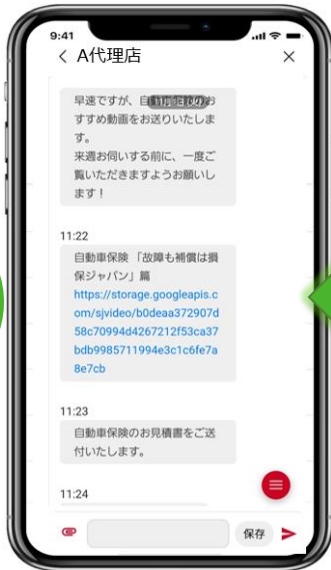 9:41
A代理店
早速ですが、自
すすめ動画をお送りいたしま
す。
来週お伺いする前に、一度ご
覧いただきますようお願いし
ます！
11:22
自動車保険 「故障も補償は損
保ジャパン」篇
https://storage.googleapis.c
om/sjvideo/b0deaa372907d
58c70994d4267212f53ca37
bdb9985711994e3c1c6fe7a
8e7cb
11:23
自動車保険のお見積書をご送
付いたします。
11:24
保存